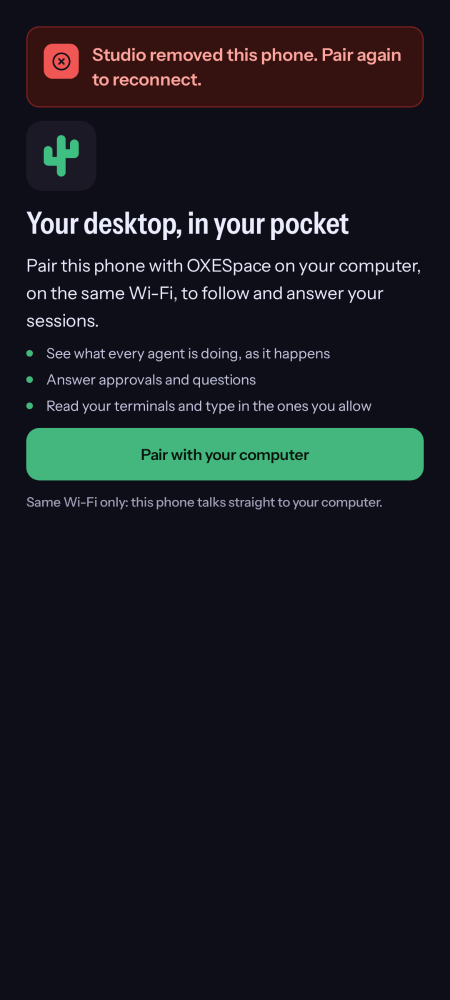 Studio removed this phone. Pair again
to reconnect.
Your desktop, in your pocket
Pair this phone with OXESpace on your computer,
on the same Wi-Fi, to follow and answer your
sessions.
See what every agent is doing, as it happens
Answer approvals and questions
Read your terminals and type in the ones you allow
Pair with your computer
Same Wi-Fi only: this phone talks straight to your computer.